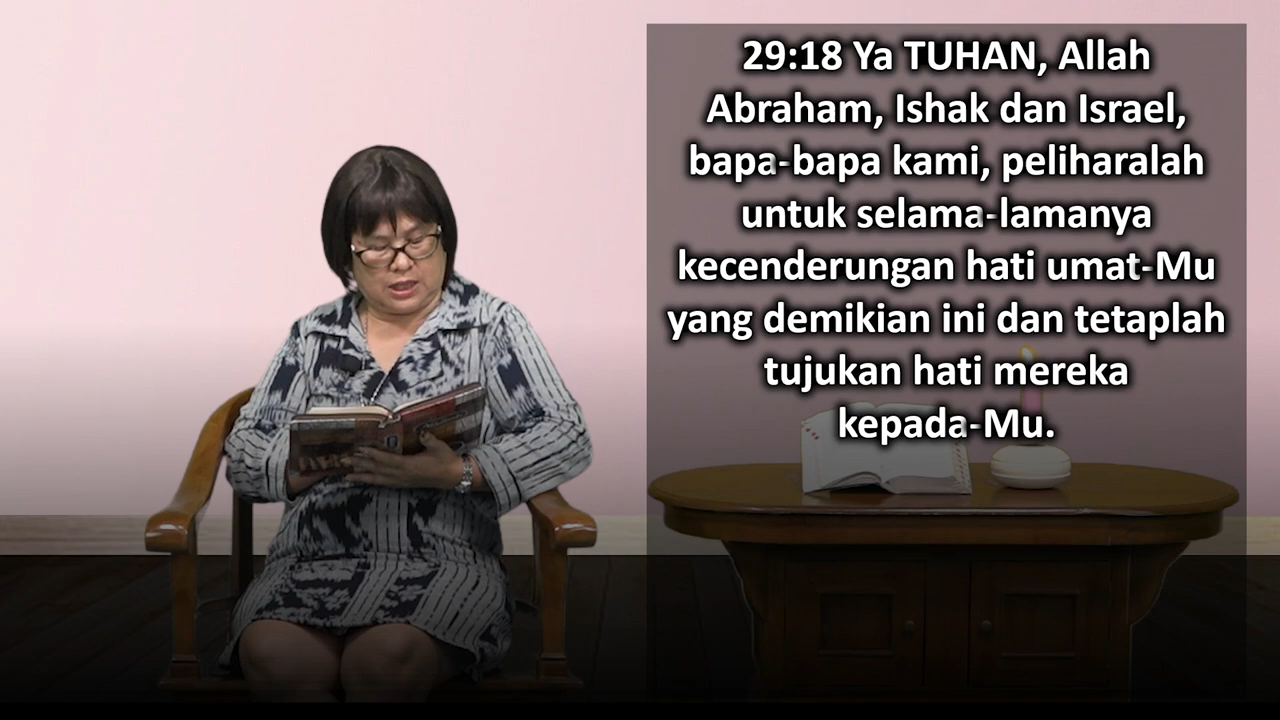 29:18 Ya TUHAN, Allah
Abraham, Ishak dan Israel,
bapa-bapa kami, peliharalah
untuk selama-lamanya
kecenderungan hati umat-Mu
yang demikian ini dan tetaplah
tujukan hati mereka
kepada-Mu.